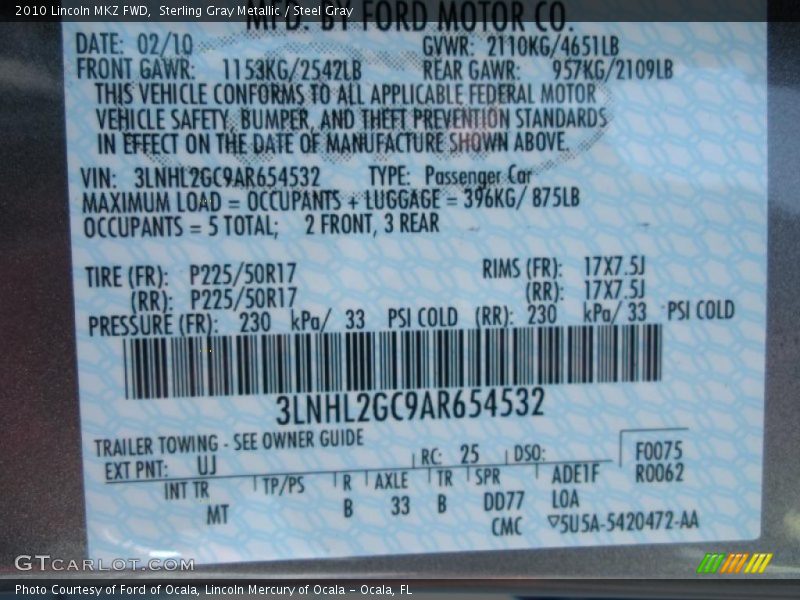 2010 Lincoln MKZ FWD,  Sterling Gray Metallic / Steel Gray
MFD. BY FORD MOTOR CO.
DATE: 02/10 GVWR: 2110KG/4651LB
FRONT GAWR: 1153KG/2542LB REAR GAWR: 957KG/2109LB
THIS VEHICLE CONFORMS TO ALL APPLICABLE FEDERAL MOTOR
VEHICLE SAFETY, BUMPER, AND THEFT PREVENTION STANDARDS
IN EFFECT ON THE DATE OF MANUFACTURE SHOWN ABOVE.
VIN: 3LNHL2GC9AR654532 TYPE: Passenger Car
MAXIMUM LOAD = OCCUPANTS + LUGGAGE = 396KG/ 875LB
OCCUPANTS = 5 TOTAL; 2 FRONT, 3 REAR
TIRE (FR): P225/50R17 RIMS (FR): 17X7.5J
(RR): P225/50R17 (RR): 17X7.5J
PRESSURE (FR): 230 kPa/ 33 PSI COLD (RR): 230 kPa/ 33 PSI COLD
3LNHL2GC9AR654532
TRAILER TOWING - SEE OWNER GUIDE
EXT PNT: UJ RC: 25 DSO: F0075
INT TR TP/PS R AXLE TR SPR ADE1F R0062
MT B 33 B DD77 LOA
CMC ▽5U5A-5420472-AA
GTCARLOT.COM
Photo Courtesy of Ford of Ocala, Lincoln Mercury of Ocala – Ocala, FL